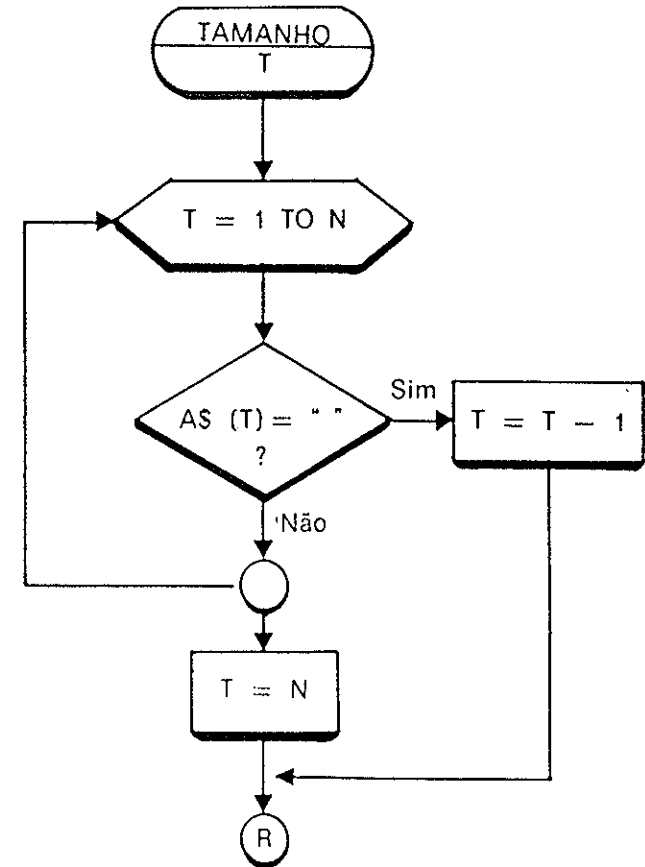 TAMANHO
T
T = 1 TO N
A$ (T) = " "
?
Sim
T = T - 1
Não
T = N
R